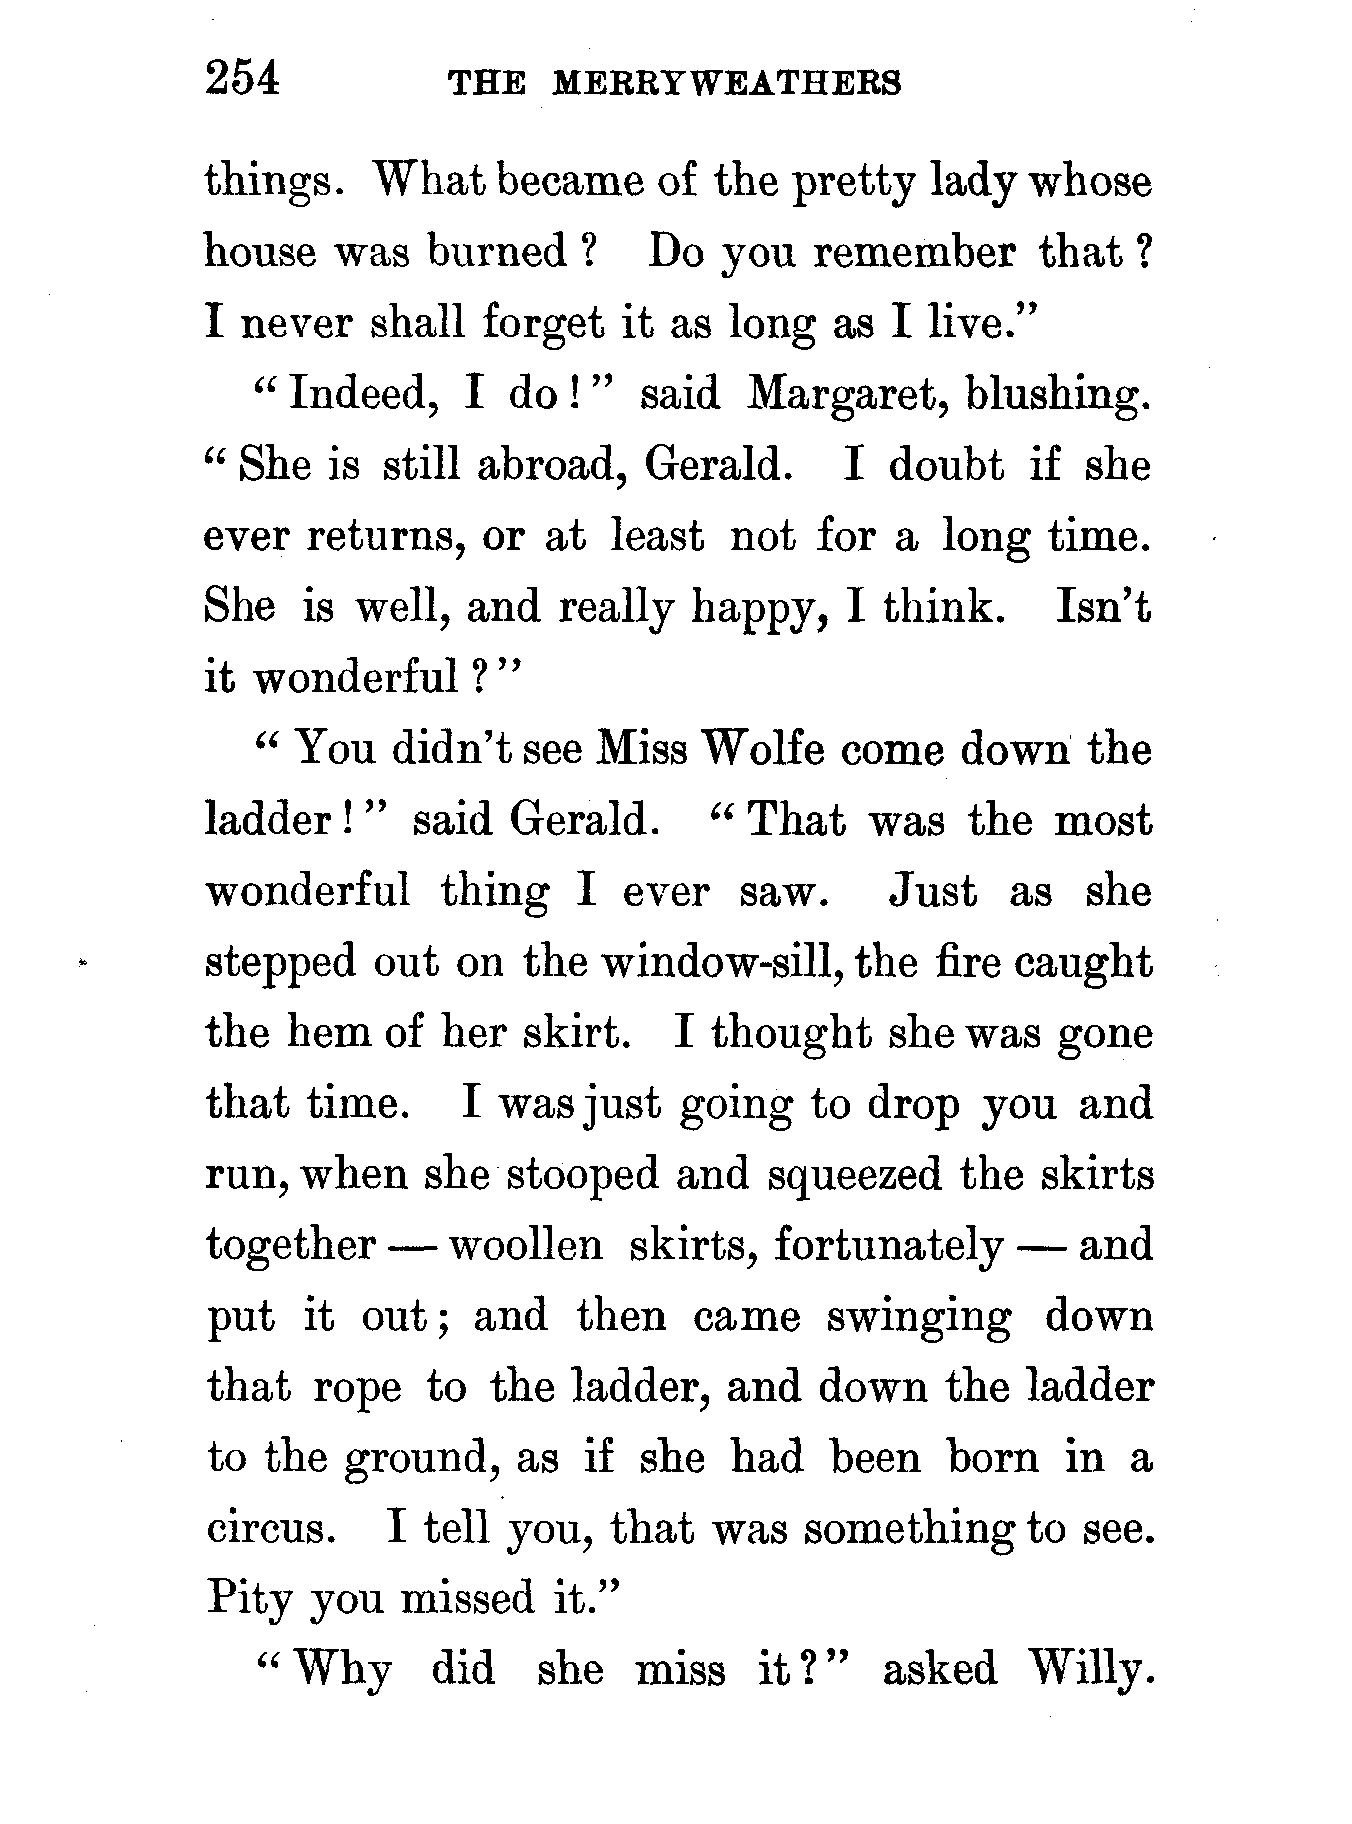 254 THE MERRYWEATHERS
things. What became of the pretty lady whose
house was burned? Do you remember that?
I never shall forget it as long as I live.”
“Indeed, I do!” said Margaret, blushing.
“She is still abroad, Gerald. I doubt if she
ever returns, or at least not for a long time.
She is well, and really happy, I think. Isn’t
it wonderful?”
“You didn’t see Miss Wolfe come down the
ladder!” said Gerald. “That was the most
wonderful thing I ever saw. Just as she
stepped out on the window-sill, the fire caught
the hem of her skirt. I thought she was gone
that time. I was just going to drop you and
run, when she stooped and squeezed the skirts
together — woollen skirts, fortunately — and
put it out; and then came swinging down
that rope to the ladder, and down the ladder
to the ground, as if she had been born in a
circus. I tell you, that was something to see.
Pity you missed it.”
“Why did she miss it?” asked Willy.